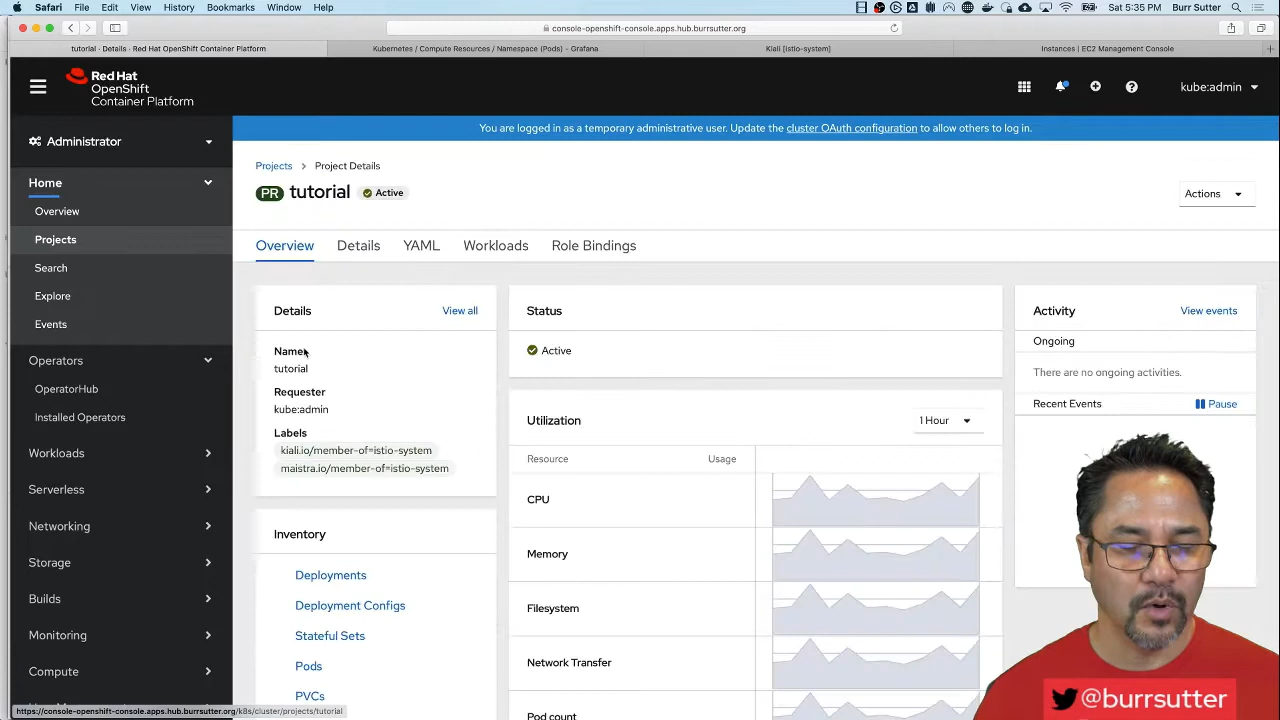 Safari File Edit View History Bookmarks Window Help
Sat 5:35 PM Burr Sutter
console-openshift-console.apps.hub.burrsutter.org
tutorial · Details · Red Hat OpenShift Container Platform
Kubernetes / Compute Resources / Namespace (Pods) - Grafana
Kiali [istio-system]
Instances | EC2 Management Console
Red Hat
OpenShift
Container Platform
kube:admin
Administrator
You are logged in as a temporary administrative user. Update the cluster OAuth configuration to allow others to log in.
Home
Overview
Projects
Search
Explore
Events
Operators
OperatorHub
Installed Operators
Workloads
Serverless
Networking
Storage
Builds
Monitoring
Compute
Projects > Project Details
PR tutorial Active
Actions
Overview Details YAML Workloads Role Bindings
Details View all
Name
tutorial
Requester
kube:admin
Labels
kiali.io/member-of=istio-system
maistra.io/member-of=istio-system
Inventory
Deployments
Deployment Configs
Stateful Sets
Pods
PVCs
Status
Active
Utilization 1 Hour
Resource Usage
CPU
Memory
Filesystem
Network Transfer
Pod count
Activity View events
Ongoing
There are no ongoing activities.
Recent Events Pause
https://console-openshift-console.apps.hub.burrsutter.org/k8s/cluster/projects/tutorial
@burrsutter